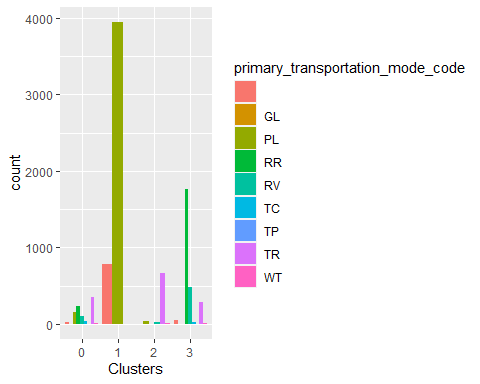 4000
3000
2000
1000
0
count
0 1 2 3
Clusters
primary_transportation_mode_code
GL
PL
RR
RV
TC
TP
TR
WT